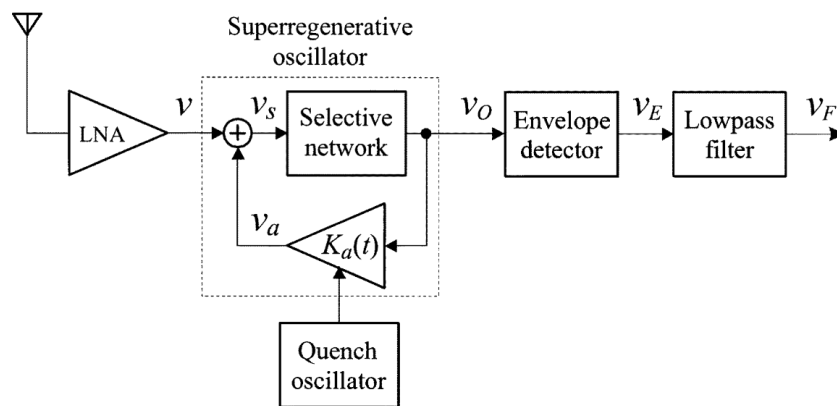 Superregenerative
oscillator
LNA
v
v_s
Selective
network
v_O
Envelope
detector
v_E
Lowpass
filter
v_F
v_a
K_a(t)
Quench
oscillator